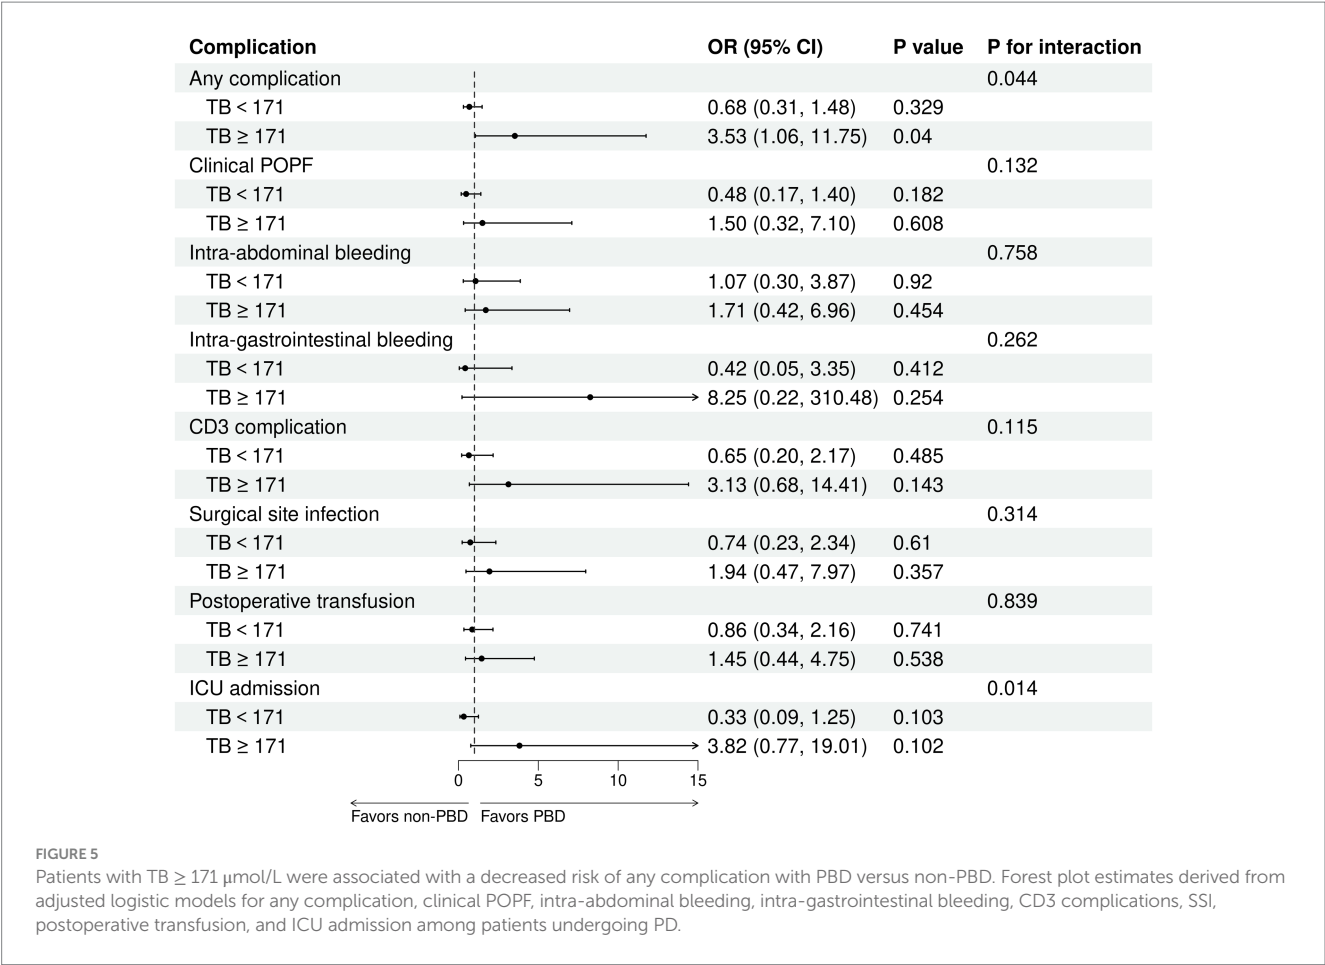 Complication OR (95% CI) P value P for interaction
Any complication 0.044
TB < 171 0.68 (0.31, 1.48) 0.329
TB ≥ 171 3.53 (1.06, 11.75) 0.04
Clinical POPF 0.132
TB < 171 0.48 (0.17, 1.40) 0.182
TB ≥ 171 1.50 (0.32, 7.10) 0.608
Intra-abdominal bleeding 0.758
TB < 171 1.07 (0.30, 3.87) 0.92
TB ≥ 171 1.71 (0.42, 6.96) 0.454
Intra-gastrointestinal bleeding 0.262
TB < 171 0.42 (0.05, 3.35) 0.412
TB ≥ 171 8.25 (0.22, 310.48) 0.254
CD3 complication 0.115
TB < 171 0.65 (0.20, 2.17) 0.485
TB ≥ 171 3.13 (0.68, 14.41) 0.143
Surgical site infection 0.314
TB < 171 0.74 (0.23, 2.34) 0.61
TB ≥ 171 1.94 (0.47, 7.97) 0.357
Postoperative transfusion 0.839
TB < 171 0.86 (0.34, 2.16) 0.741
TB ≥ 171 1.45 (0.44, 4.75) 0.538
ICU admission 0.014
TB < 171 0.33 (0.09, 1.25) 0.103
TB ≥ 171 3.82 (0.77, 19.01) 0.102
0 5 10 15
Favors non-PBD Favors PBD
FIGURE 5
Patients with TB ≥ 171 μmol/L were associated with a decreased risk of any complication with PBD versus non-PBD. Forest plot estimates derived from
adjusted logistic models for any complication, clinical POPF, intra-abdominal bleeding, intra-gastrointestinal bleeding, CD3 complications, SSI,
postoperative transfusion, and ICU admission among patients undergoing PD.